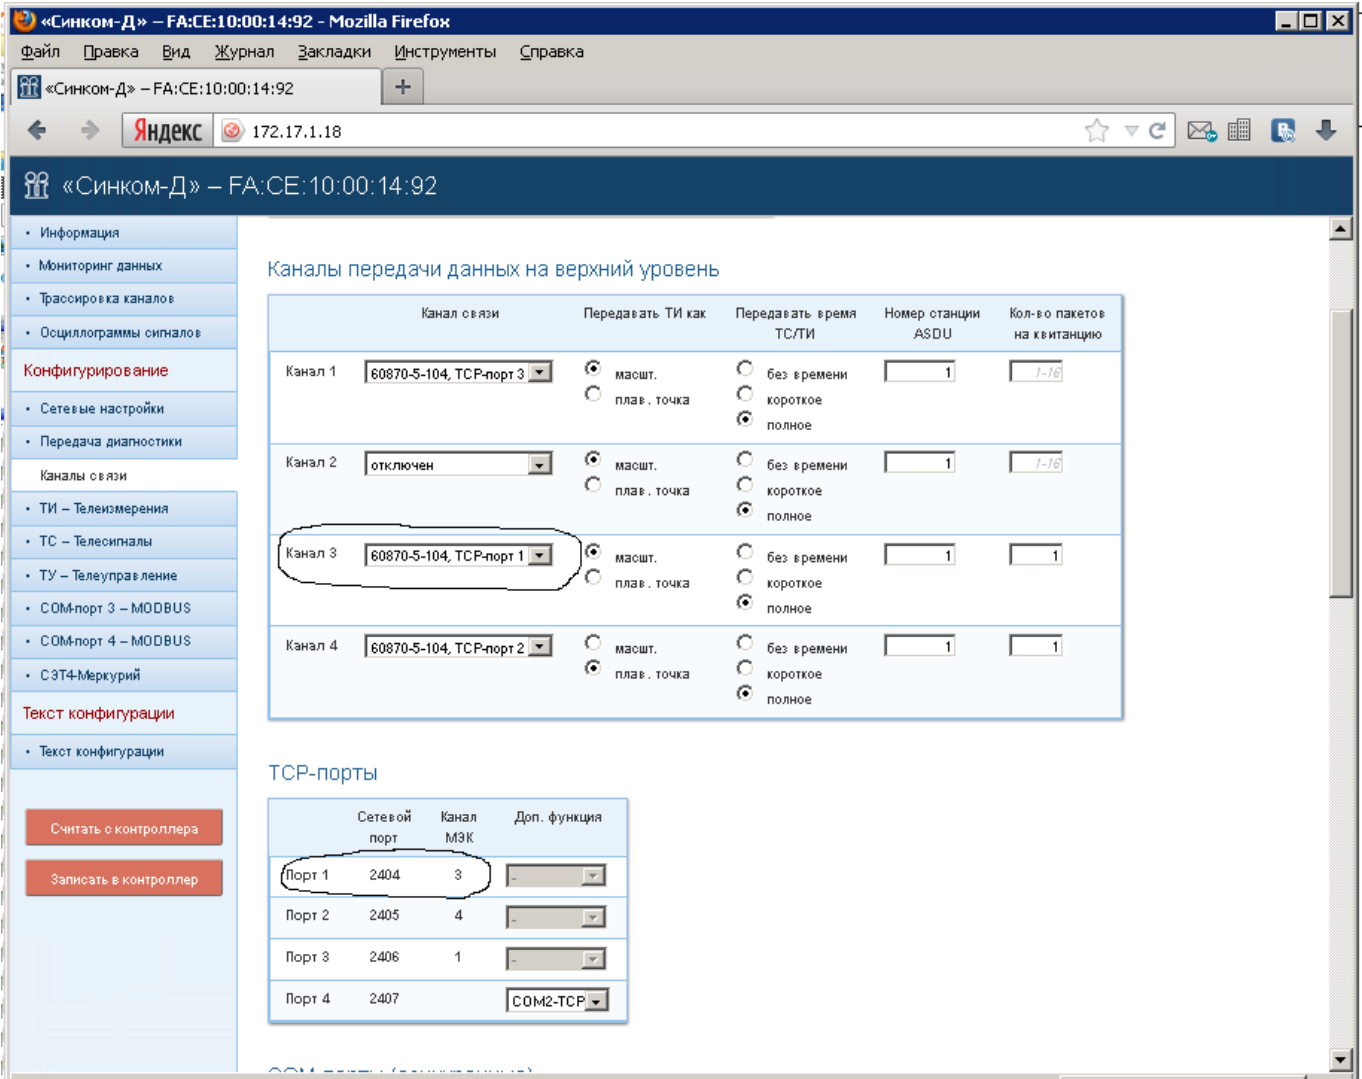 «Синком-Д» – FA:CE:10:00:14:92 - Mozilla Firefox
Файл Правка Вид Журнал Закладки Инструменты Справка
«Синком-Д» – FA:CE:10:00:14:92 +
Яндекс 172.17.1.18
«Синком-Д» – FA:CE:10:00:14:92
Информация
Мониторинг данных
Трассировка каналов
Осциллограммы сигналов
Конфигурирование
Сетевые настройки
Передача диагностики
Каналы связи
ТИ – Телеизмерения
ТС – Телесигналы
ТУ – Телеуправление
COM-порт 3 – MODBUS
COM-порт 4 – MODBUS
СЭТ4-Меркурий
Текст конфигурации
Текст конфигурации
Считать с контроллера
Записать в контроллер
Каналы передачи данных на верхний уровень
Канал связи Передавать ТИ как Передавать время Номер станции Кол-во пакетов
ТС/ТИ ASDU на квитанцию
Канал 1 60870-5-104, TCP-порт 3 масшт. без времени 1 1-16
плав. точка короткое
полное
Канал 2 отключен масшт. без времени 1 1-16
плав. точка короткое
полное
Канал 3 60870-5-104, TCP-порт 1 масшт. без времени 1 1
плав. точка короткое
полное
Канал 4 60870-5-104, TCP-порт 2 масшт. без времени 1 1
плав. точка короткое
полное
TCP-порты
Сетевой Канал Доп. функция
порт МЭК
Порт 1 2404 3 -
Порт 2 2405 4 -
Порт 3 2406 1 -
Порт 4 2407 COM2-TCP